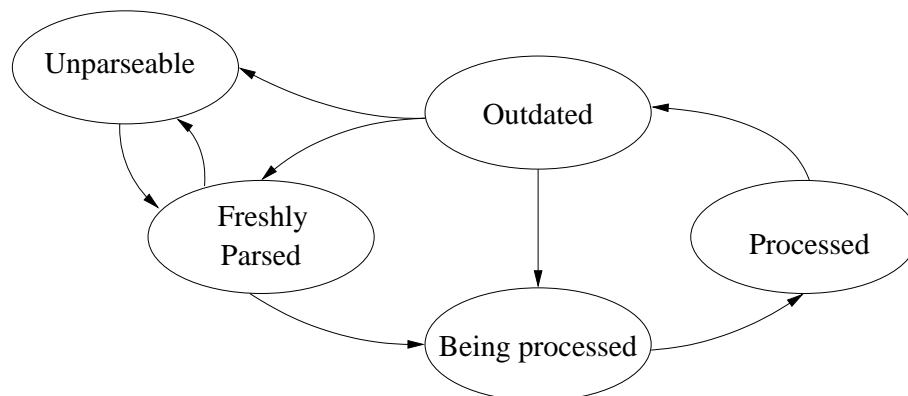 Unparseable
Outdated
Freshly
Parsed
Processed
Being processed